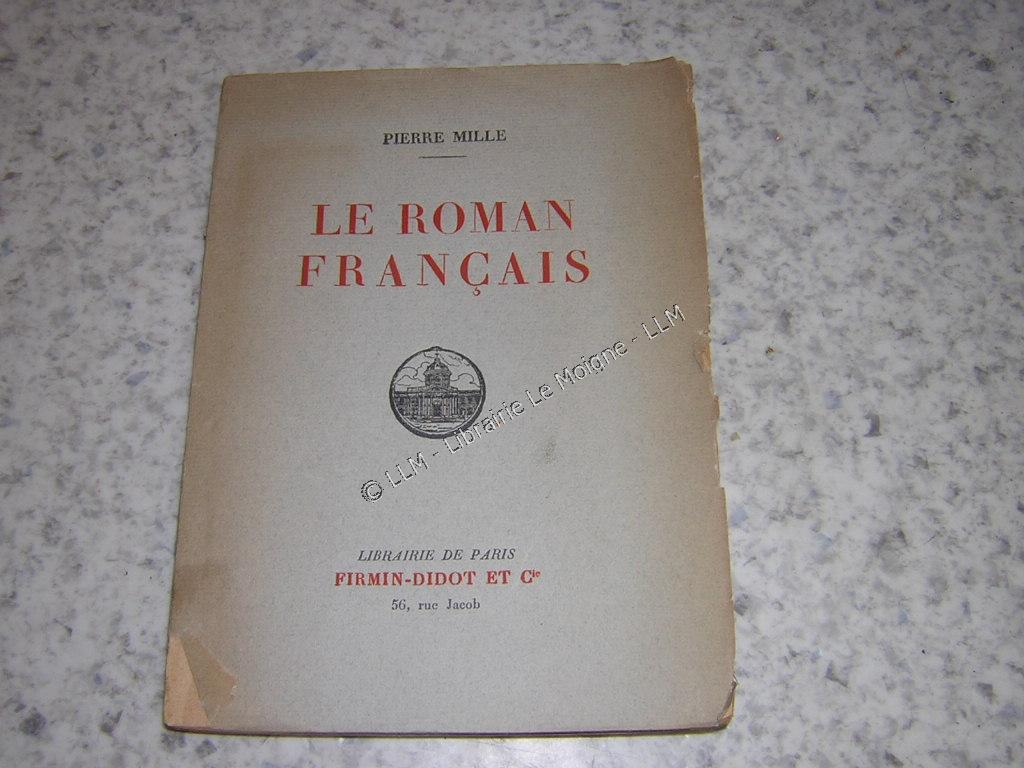 PIERRE MILLE
LE ROMAN
FRANÇAIS
© LLM - Librairie Le Moigne - LLM
LIBRAIRIE DE PARIS
FIRMIN-DIDOT ET Cie
56, rue Jacob